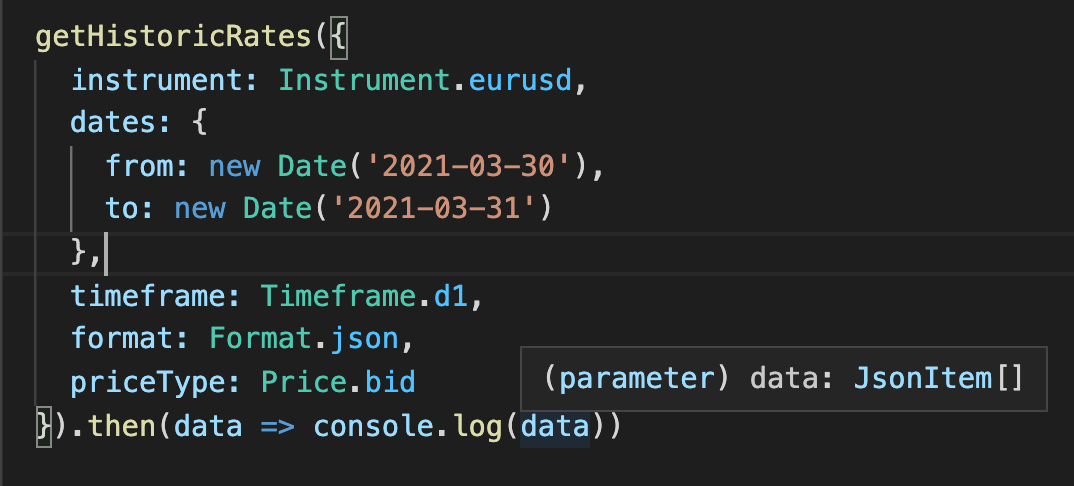 getHistoricRates({
instrument: Instrument.eurusd,
dates: {
from: new Date('2021-03-30'),
to: new Date('2021-03-31')
},
timeframe: Timeframe.d1,
format: Format.json,
priceType: Price.bid
(parameter) data: JsonItem[]
}).then(data => console.log(data))